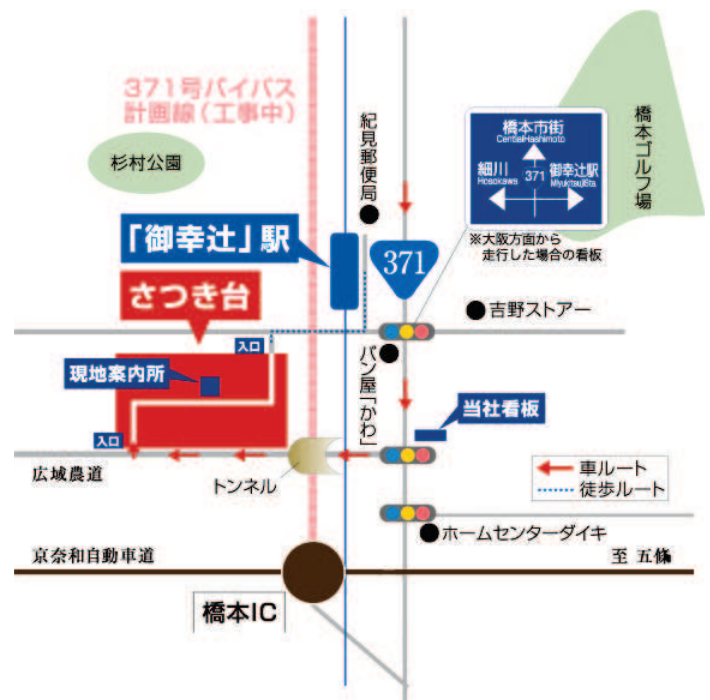 371号バイパス
計画線(工事中)
杉村公園
紀見郵便局
橋本市街
CentralHashimoto
細川
Hosokawa
371
御幸辻駅
MiyukitsujiSta.
橋本ゴルフ場
※大阪方面から
走行した場合の看板
「御幸辻」駅
371
さつき台
吉野ストアー
入口
現地案内所
パン屋「かわ」
当社看板
入口
広域農道
トンネル
車ルート
徒歩ルート
ホームセンターダイキ
京奈和自動車道
至 五條
橋本IC